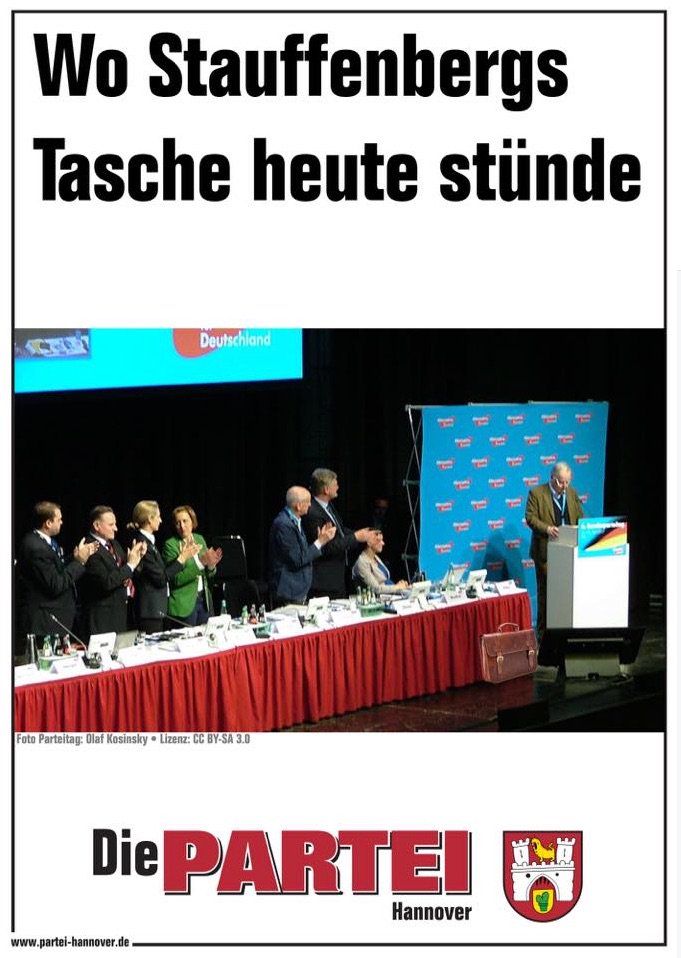 Wo Stauffenbergs
Tasche heute stünde
für
Deutschland
Foto Parteitag: Olaf Kosinsky • Lizenz: CC BY-SA 3.0
Die PARTEI
Hannover
www.partei-hannover.de